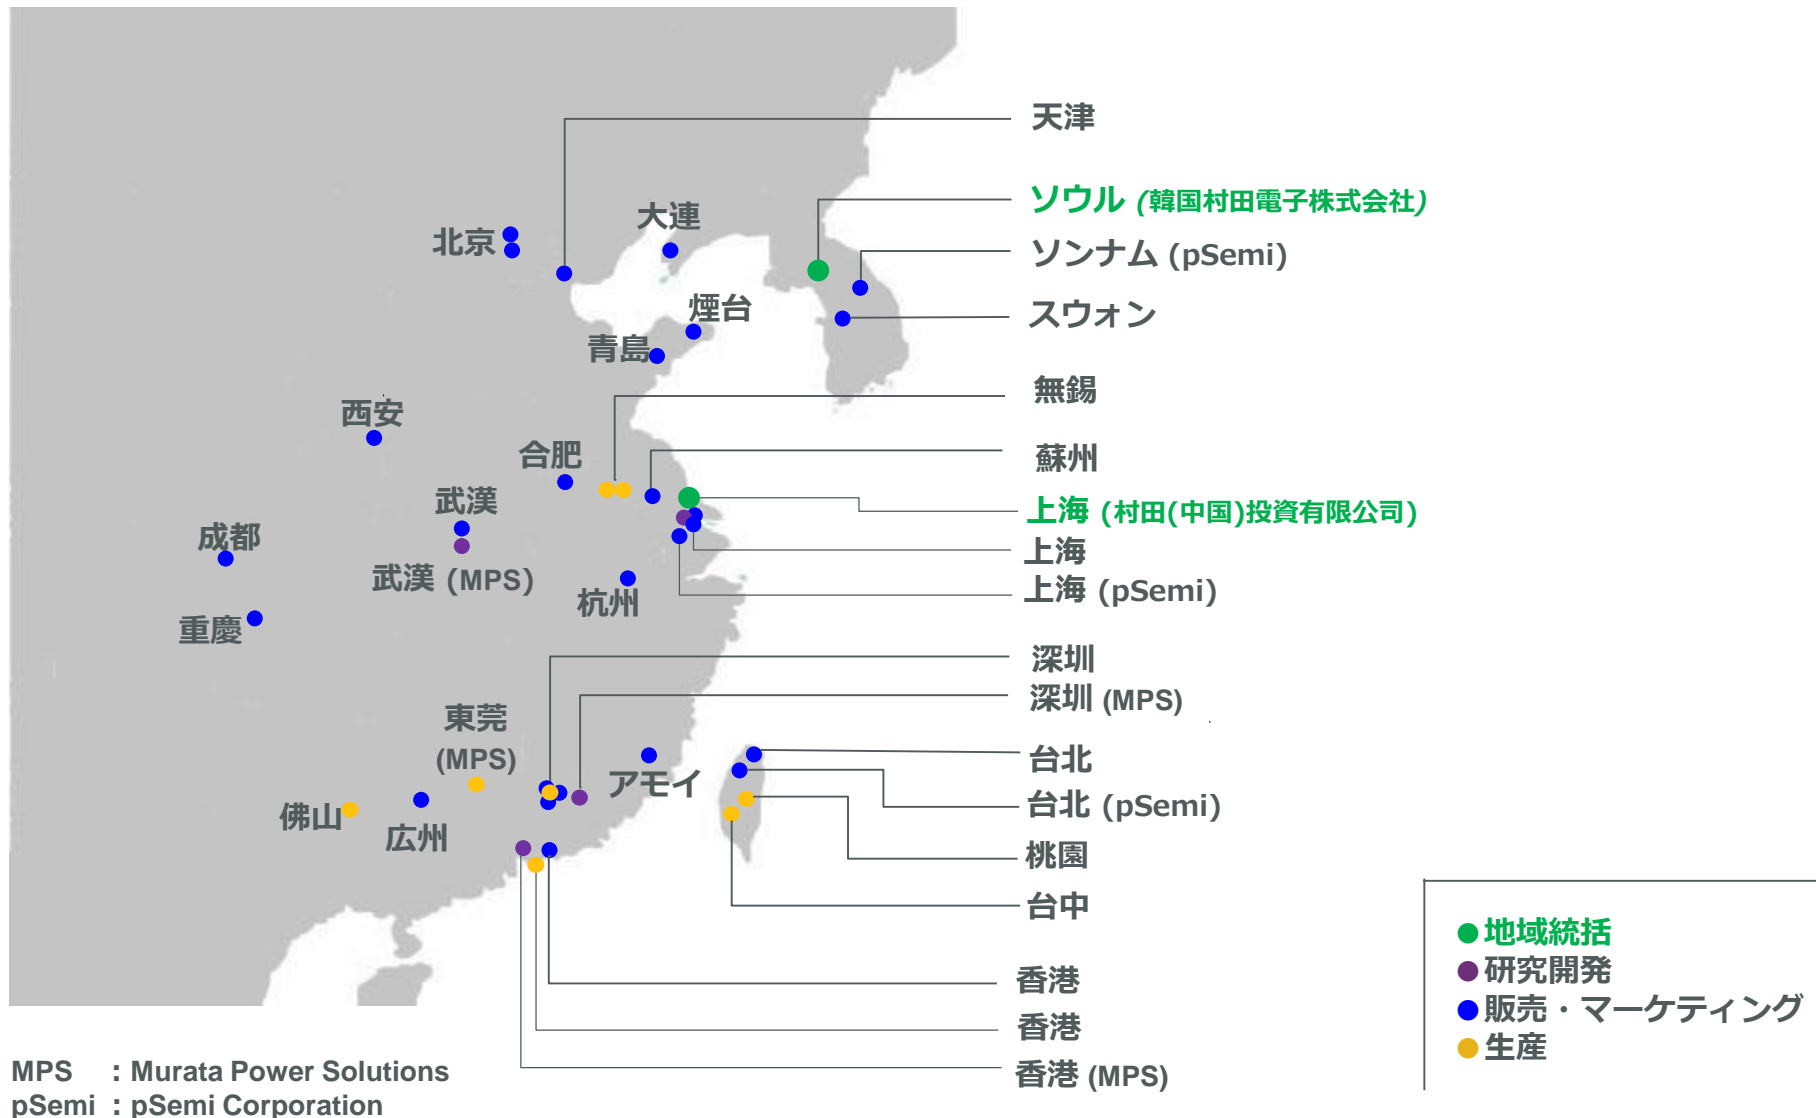 天津
ソウル (韓国村田電子株式会社)
ソンナム (pSemi)
スウォン
北京
大連
煙台
青島
無錫
蘇州
上海 (村田(中国)投資有限公司)
上海
上海 (pSemi)
西安
合肥
武漢
武漢 (MPS)
成都
重慶
杭州
深圳
深圳 (MPS)
東莞
(MPS)
アモイ
佛山
広州
台北
台北 (pSemi)
桃園
台中
香港
香港
香港 (MPS)
地域統括
研究開発
販売・マーケティング
生産
MPS : Murata Power Solutions
pSemi : pSemi Corporation